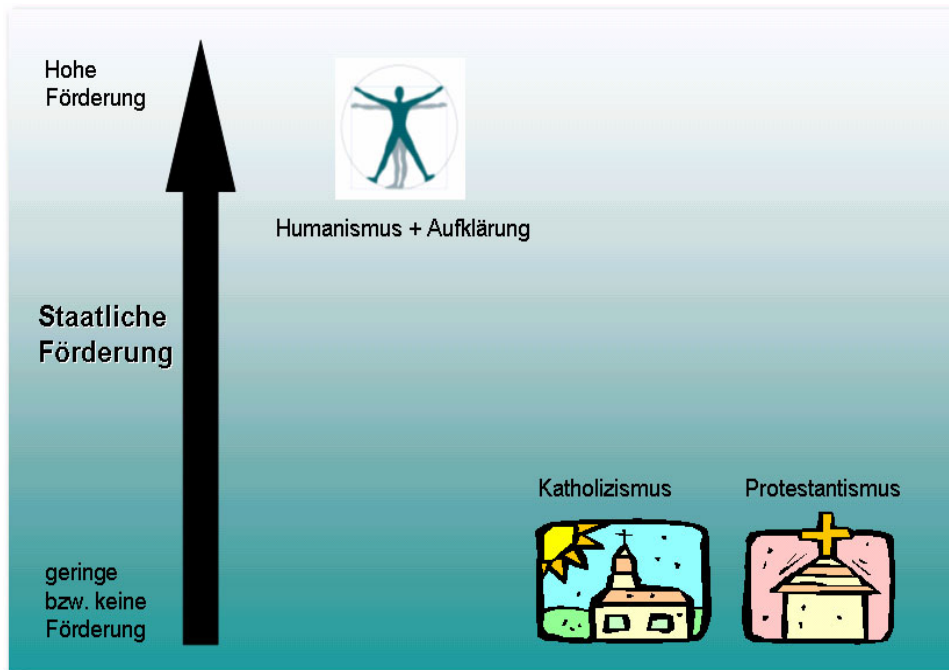 Hohe
Förderung
Humanismus + Aufklärung
Staatliche
Förderung
Katholizismus
Protestantismus
geringe
bzw. keine
Förderung